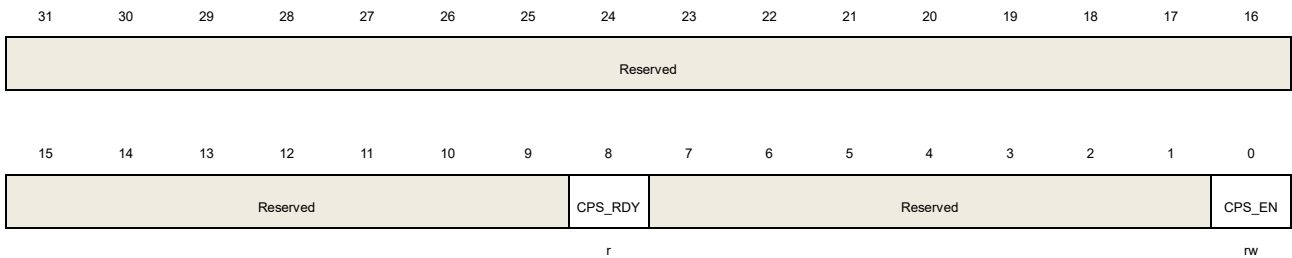 31 30 29 28 27 26 25 24 23 22 21 20 19 18 17 16
Reserved
15 14 13 12 11 10 9 8 7 6 5 4 3 2 1 0
Reserved CPS_RDY Reserved CPS_EN
r rw